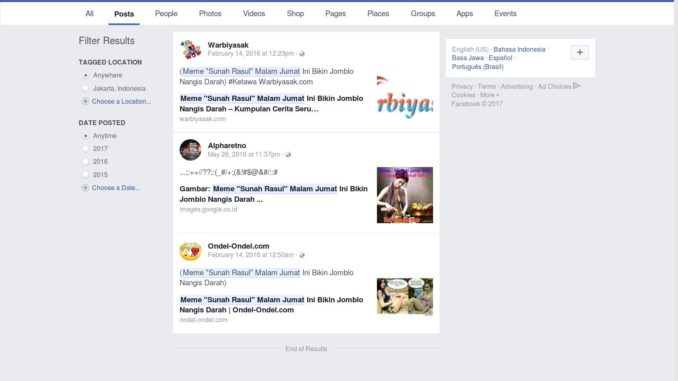 All Posts People Photos Videos Shop Pages Places Groups Apps Events
Filter Results
TAGGED LOCATION
Anywhere
Jakarta, Indonesia
Choose a Location...
DATE POSTED
Anytime
2017
2016
2015
Choose a Date...
Warbiyasak
February 14, 2016 at 12:23pm ·
(Meme "Sunah Rasul" Malam Jumat Ini Bikin Jomblo
Nangis Darah) #Ketawa Warbiyasak.com
Meme "Sunah Rasul" Malam Jumat Ini Bikin Jomblo
Nangis Darah – Kumpulan Cerita Seru…
warbiyasak.com
rbiyas
Alpharetno
May 26, 2016 at 11:37pm ·
Gambar: Meme "Sunah Rasul" Malam Jumat Ini Bikin
Jomblo Nangis Darah ...
images.google.co.id
Ondel-Ondel.com
February 14, 2016 at 12:50am ·
(Meme "Sunah Rasul" Malam Jumat Ini Bikin Jomblo
Nangis Darah)
Meme "Sunah Rasul" Malam Jumat Ini Bikin Jomblo
Nangis Darah | Ondel-Ondel.com
ondel-ondel.com
End of Results
English (US) · Bahasa Indonesia ·
Basa Jawa · Español ·
Português (Brasil)
+
Privacy · Terms · Advertising · Ad Choices ·
Cookies · More
Facebook © 2017